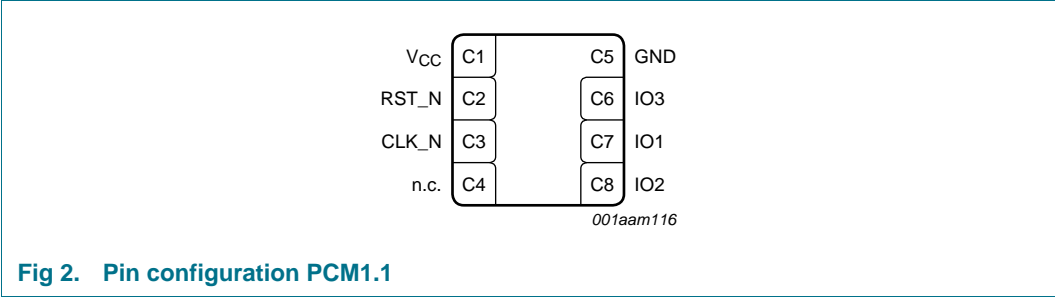 VCC C1 C5 GND
RST_N C2 C6 IO3
CLK_N C3 C7 IO1
n.c. C4 C8 IO2
001aam116
Fig 2. Pin configuration PCM1.1